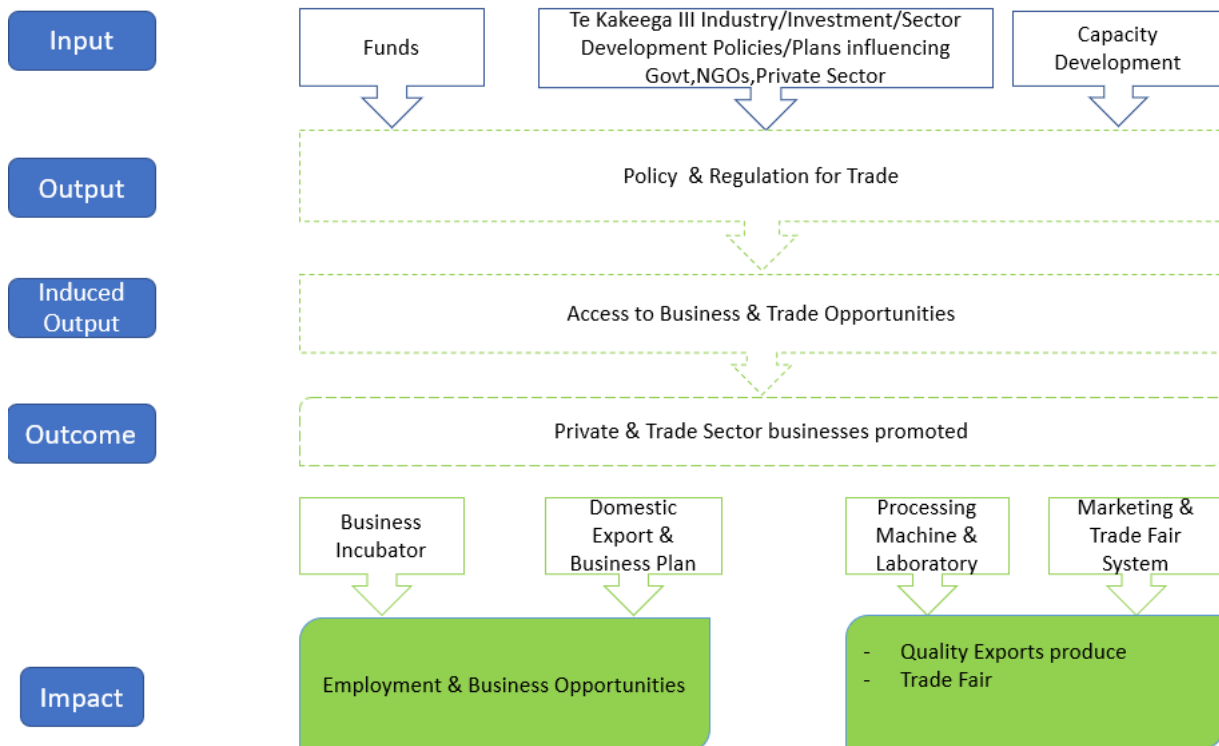 Input
Funds
Te Kakeega III Industry/Investment/Sector
Development Policies/Plans influencing
Govt,NGOs,Private Sector
Capacity
Development
Output
Policy & Regulation for Trade
Induced
Output
Access to Business & Trade Opportunities
Outcome
Private & Trade Sector businesses promoted
Business
Incubator
Domestic
Export &
Business Plan
Processing
Machine &
Laboratory
Marketing &
Trade Fair
System
Impact
Employment & Business Opportunities
- Quality Exports produce
- Trade Fair